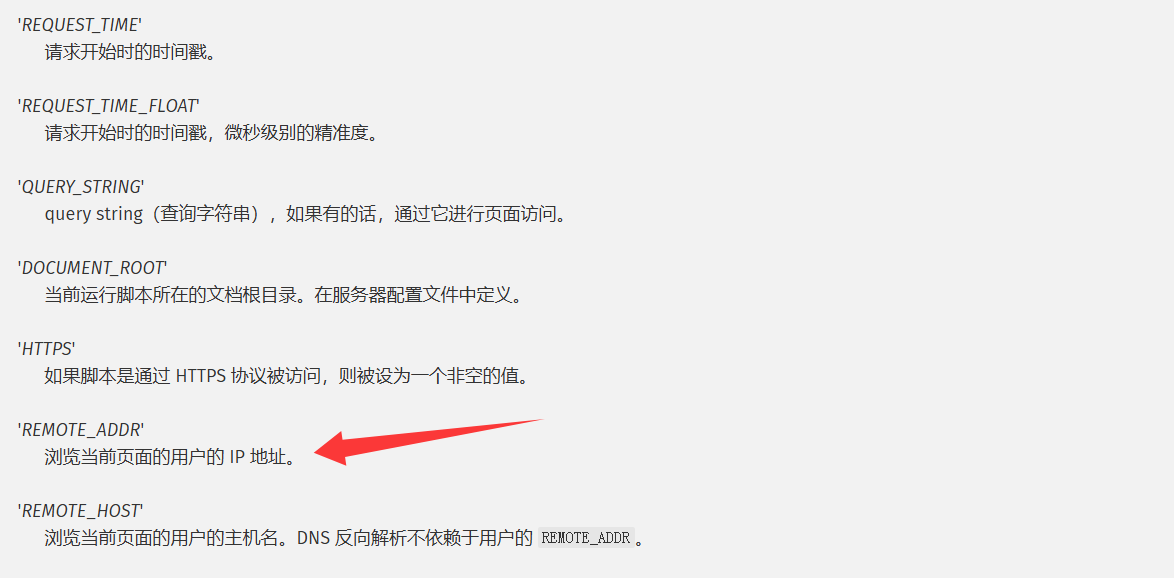 'REQUEST_TIME'
请求开始时的时间戳。
'REQUEST_TIME_FLOAT'
请求开始时的时间戳，微秒级别的精准度。
'QUERY_STRING'
query string（查询字符串），如果有的话，通过它进行页面访问。
'DOCUMENT_ROOT'
当前运行脚本所在的文档根目录。在服务器配置文件中定义。
'HTTPS'
如果脚本是通过 HTTPS 协议被访问，则被设为一个非空的值。
'REMOTE_ADDR'
浏览当前页面的用户的 IP 地址。
'REMOTE_HOST'
浏览当前页面的用户的主机名。DNS 反向解析不依赖于用户的 REMOTE_ADDR。